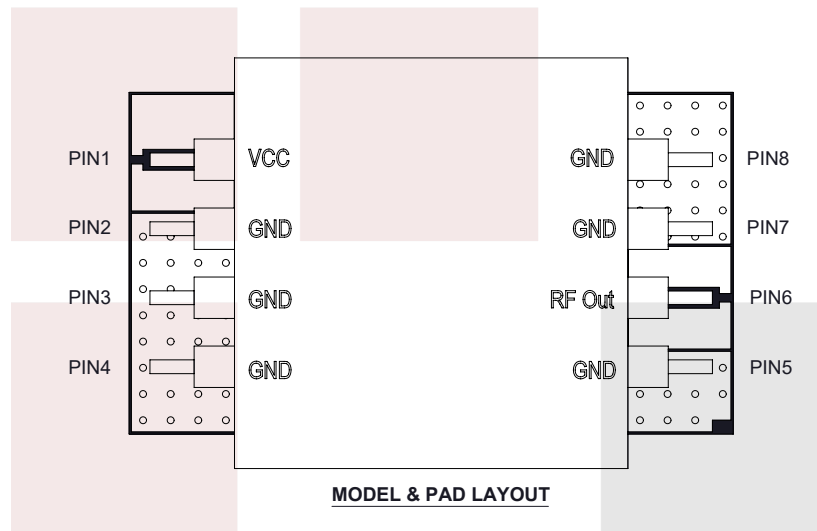 PIN1 VCC GND PIN8
PIN2 GND GND PIN7
PIN3 GND RF Out PIN6
PIN4 GND GND PIN5
MODEL & PAD LAYOUT